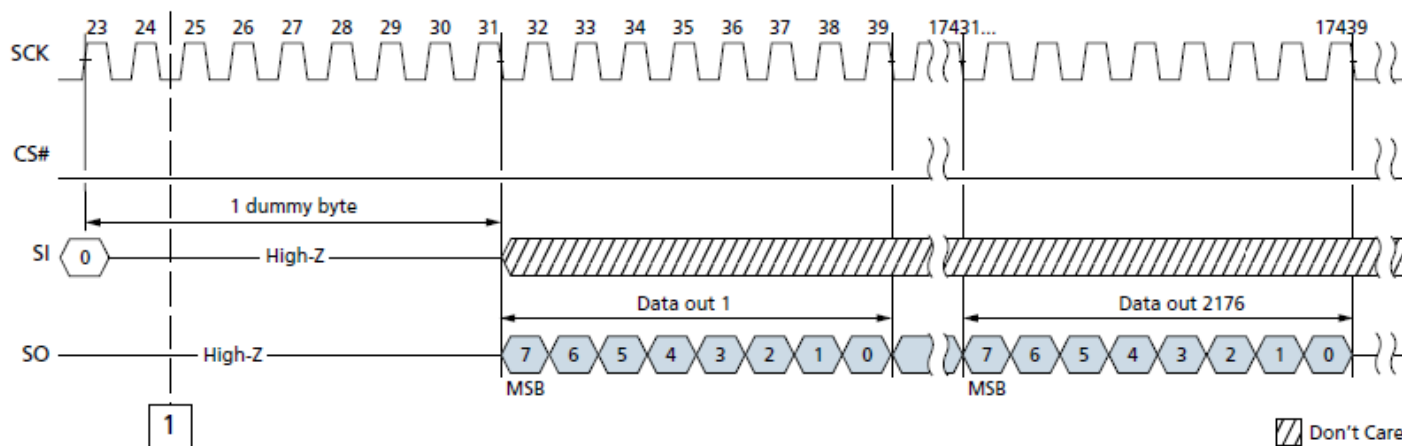 23 24 25 26 27 28 29 30 31 32 33 34 35 36 37 38 39 17431... 17439
SCK
CS#
1 dummy byte
SI 0 High-Z
Data out 1 Data out 2176
SO High-Z 7 6 5 4 3 2 1 0 7 6 5 4 3 2 1 0
MSB MSB
1
Don't Care